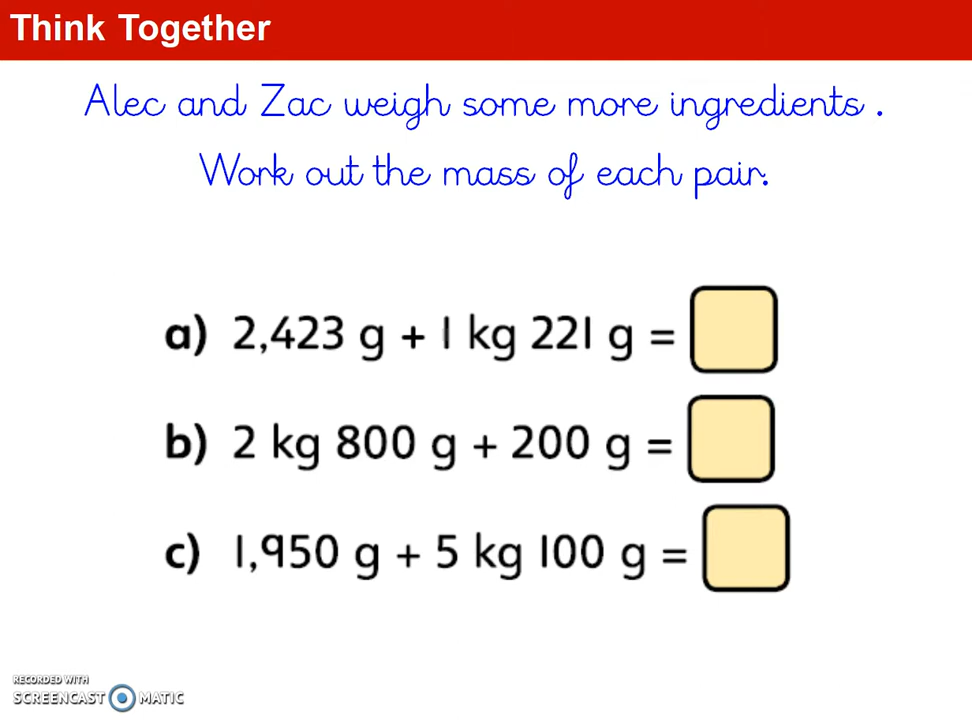 Think Together
Alec and Zac weigh some more ingredients .
Work out the mass of each pair.
a) 2,423 g + 1 kg 221 g =
b) 2 kg 800 g + 200 g =
c) 1,950 g + 5 kg 100 g =
RECORDED WITH
SCREENCAST MATIC